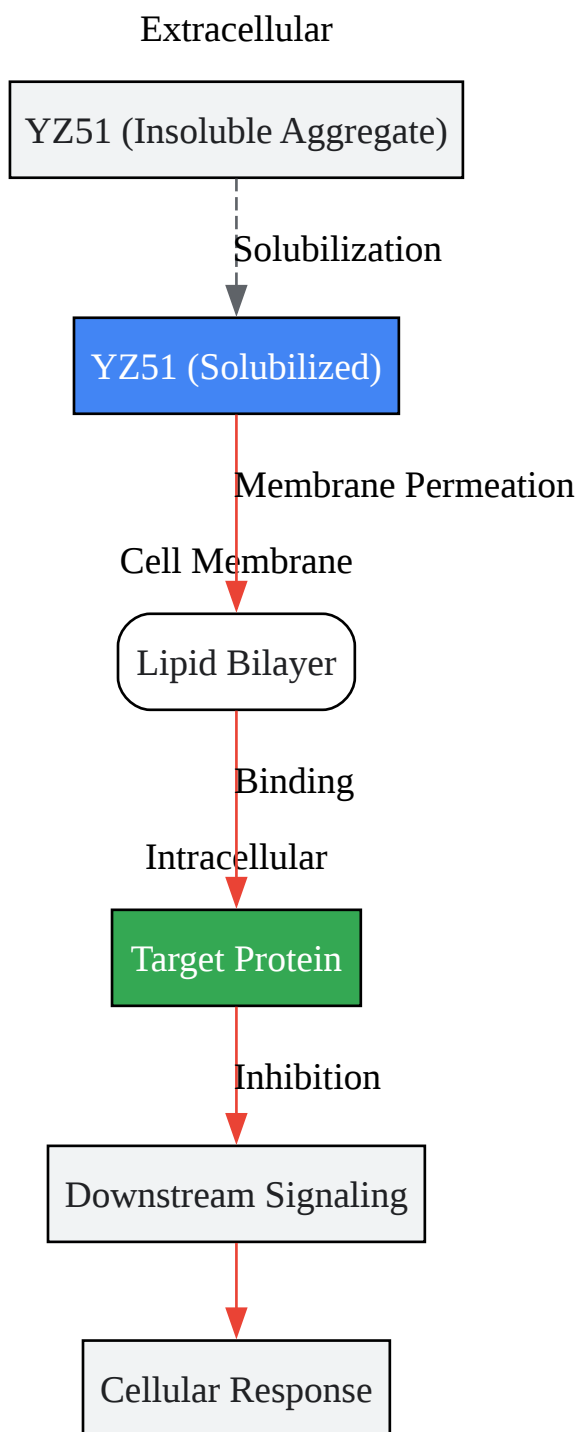 Extracellular
YZ51 (Insoluble Aggregate)
Solubilization
YZ51 (Solubilized)
Membrane Permeation
Cell Membrane
Lipid Bilayer
Binding
Intracellular
Target Protein
Inhibition
Downstream Signaling
Cellular Response